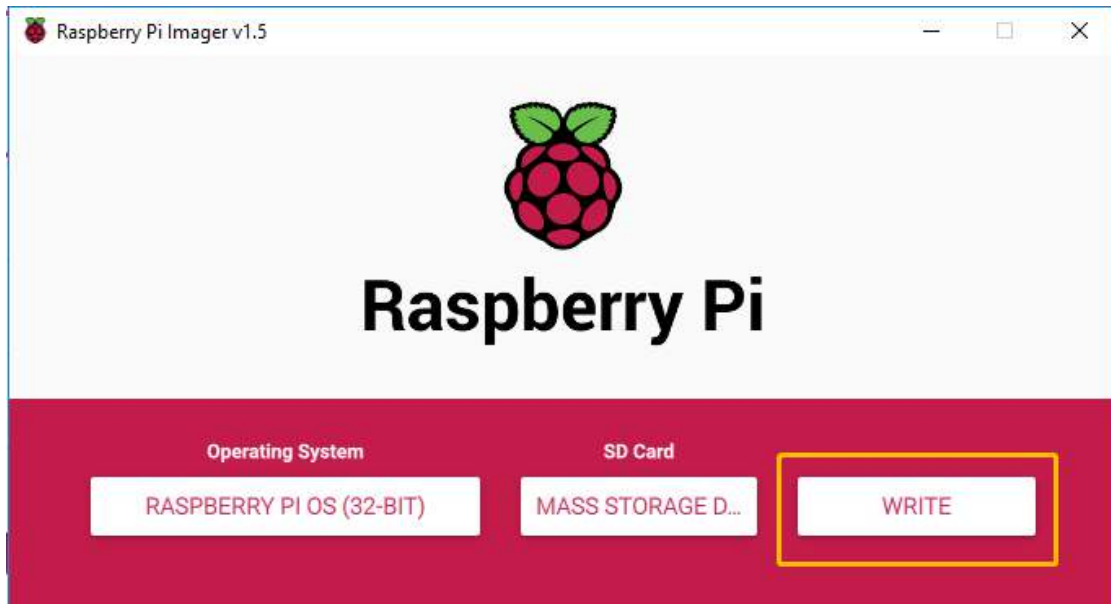 Raspberry Pi Imager v1.5
Raspberry Pi
Operating System
SD Card
RASPBERRY PI OS (32-BIT)
MASS STORAGE D...
WRITE